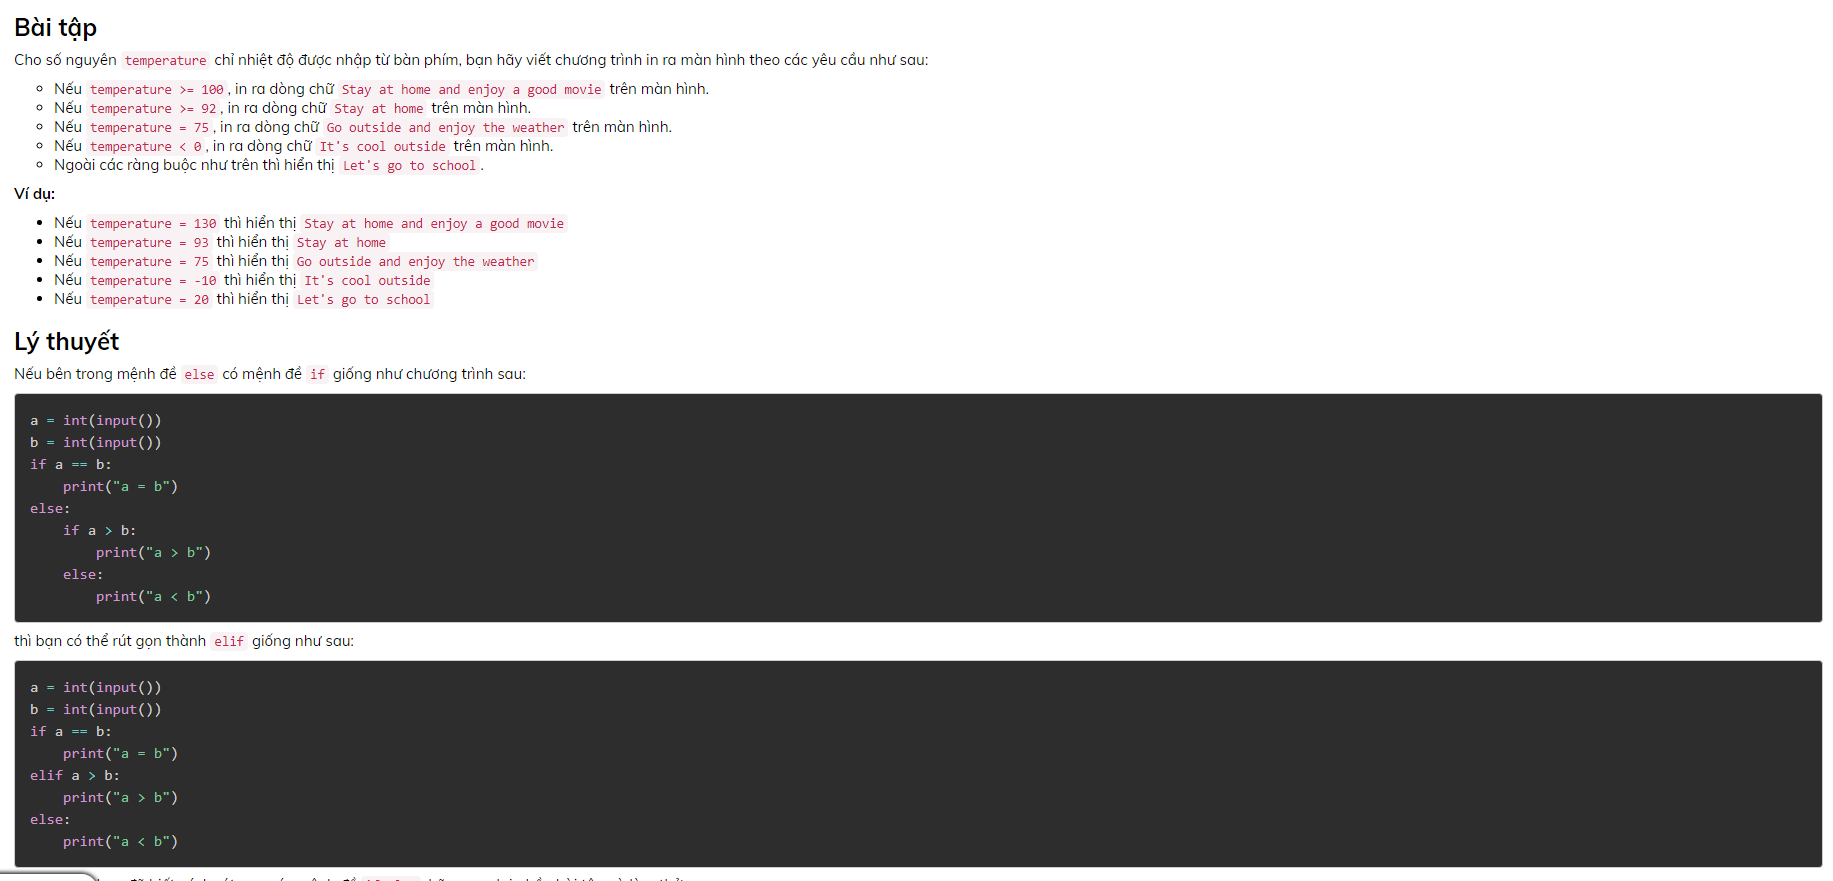 Bài tập
Cho số nguyên temperature chỉ nhiệt độ được nhập từ bàn phím, bạn hãy viết chương trình in ra màn hình theo các yêu cầu như sau:
Nếu temperature >= 100, in ra dòng chữ Stay at home and enjoy a good movie trên màn hình.
Nếu temperature >= 92, in ra dòng chữ Stay at home trên màn hình.
Nếu temperature = 75, in ra dòng chữ Go outside and enjoy the weather trên màn hình.
Nếu temperature < 0, in ra dòng chữ It's cool outside trên màn hình.
Ngoài các ràng buộc như trên thì hiển thị Let's go to school.
Ví dụ:
Nếu temperature = 130 thì hiển thị Stay at home and enjoy a good movie
Nếu temperature = 93 thì hiển thị Stay at home
Nếu temperature = 75 thì hiển thị Go outside and enjoy the weather
Nếu temperature = -10 thì hiển thị It's cool outside
Nếu temperature = 20 thì hiển thị Let's go to school
Lý thuyết
Nếu bên trong mệnh đề else có mệnh đề if giống như chương trình sau:
a = int(input())
b = int(input())
if a == b:
    print("a = b")
else:
    if a > b:
        print("a > b")
    else:
        print("a < b")
thì bạn có thể rút gọn thành elif giống như sau:
a = int(input())
b = int(input())
if a == b:
    print("a = b")
elif a > b:
    print("a > b")
else:
    print("a < b")